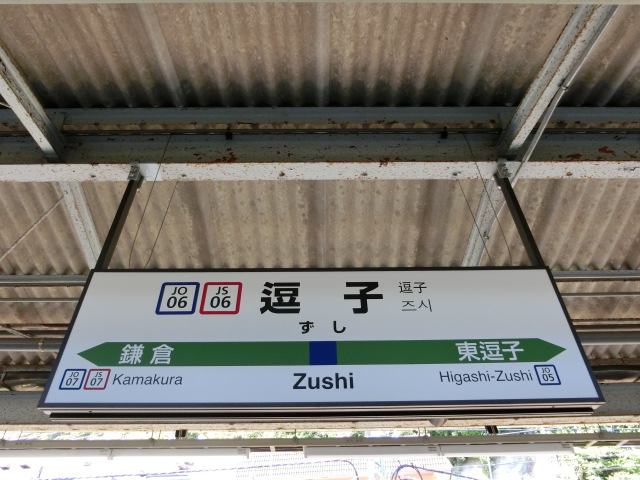 JO 06 JS 06 逗子 逗子
즈시
ずし
鎌倉 東逗子
JO 07 JS 07 Kamakura Zushi Higashi-Zushi JO 05